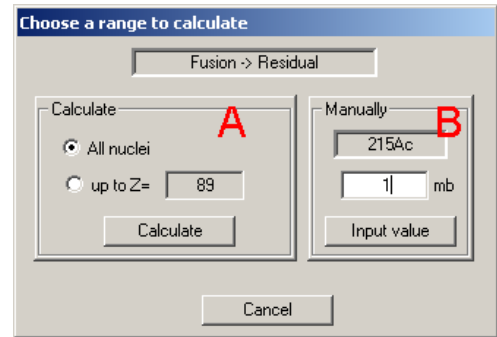 Choose a range to calculate
Fusion -> Residual
Calculate
A
All nuclei
up to Z= 89
Calculate
Manually
B
215Ac
1 mb
Input value
Cancel